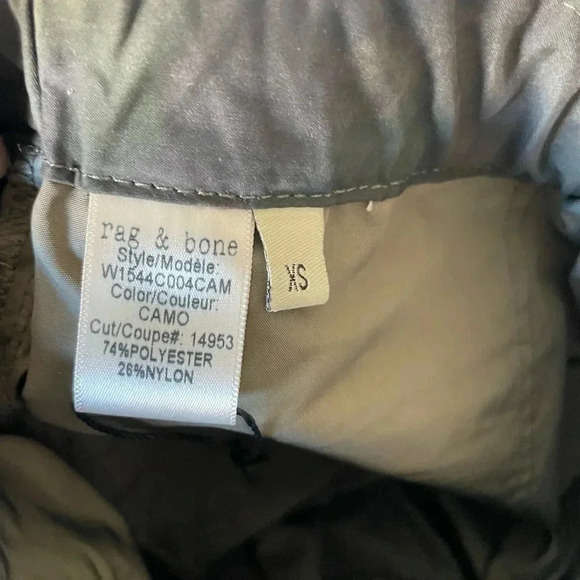 rag & bone
Style/Modèle:
W1544C004CAM
Color/Couleur:
CAMO
Cut/Coupe#: 14953
74%POLYESTER
26%NYLON
XS